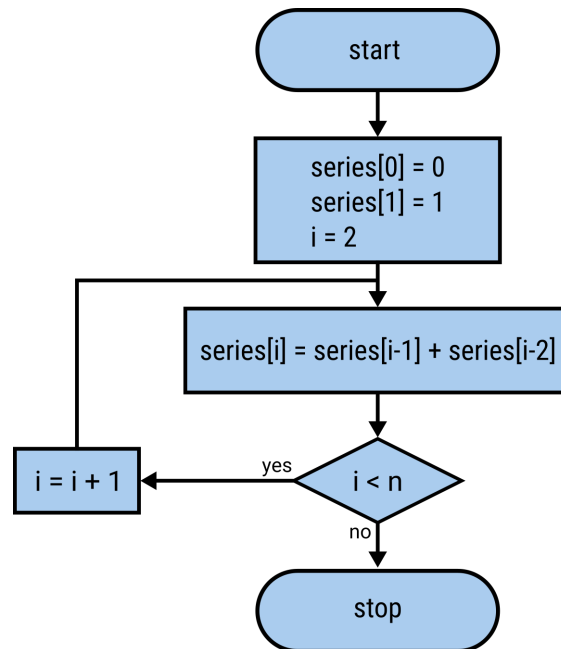 start
series[0] = 0
series[1] = 1
i = 2
series[i] = series[i-1] + series[i-2]
i < n
yes
i = i + 1
no
stop